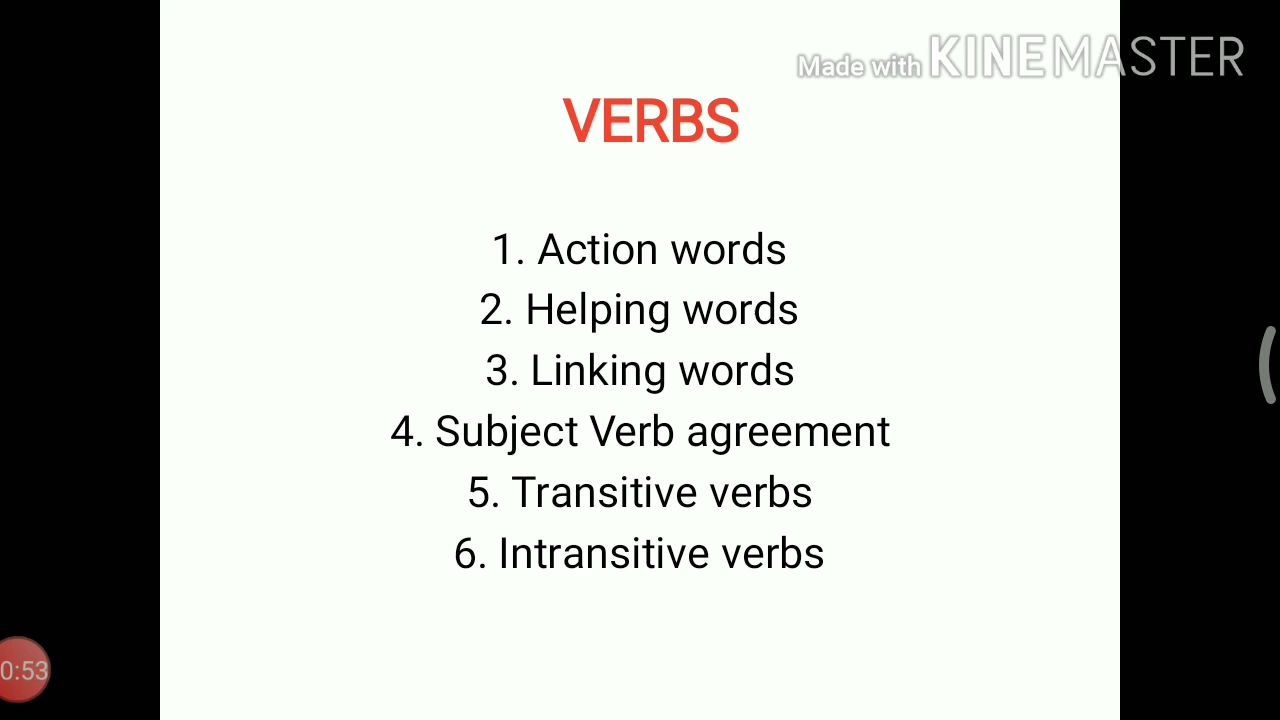 Made with KINEMASTER
VERBS
1. Action words
2. Helping words
3. Linking words
4. Subject Verb agreement
5. Transitive verbs
6. Intransitive verbs
0:53